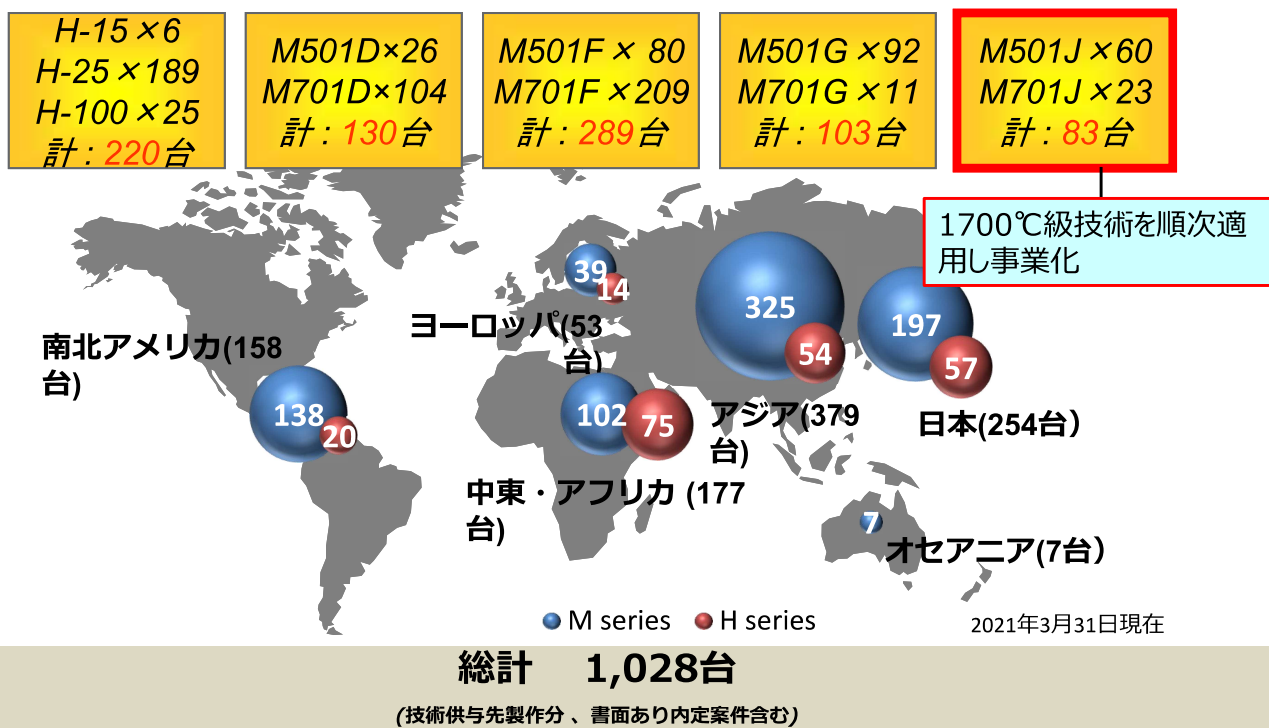 H-15×6
H-25×189
H-100×25
計：220台
M501D×26
M701D×104
計：130台
M501F× 80
M701F×209
計：289台
M501G×92
M701G×11
計：103台
M501J×60
M701J×23
計：83台
1700℃級技術を順次適
用し事業化
39
14
ヨーロッパ(53
台)
325
54
アジア(379
台)
197
57
日本(254台）
南北アメリカ(158
台)
138
20
102
75
中東・アフリカ (177
台)
7
オセアニア(7台）
M series
H series
2021年3月31日現在
総計　1,028台
(技術供与先製作分 、書面あり内定案件含む)